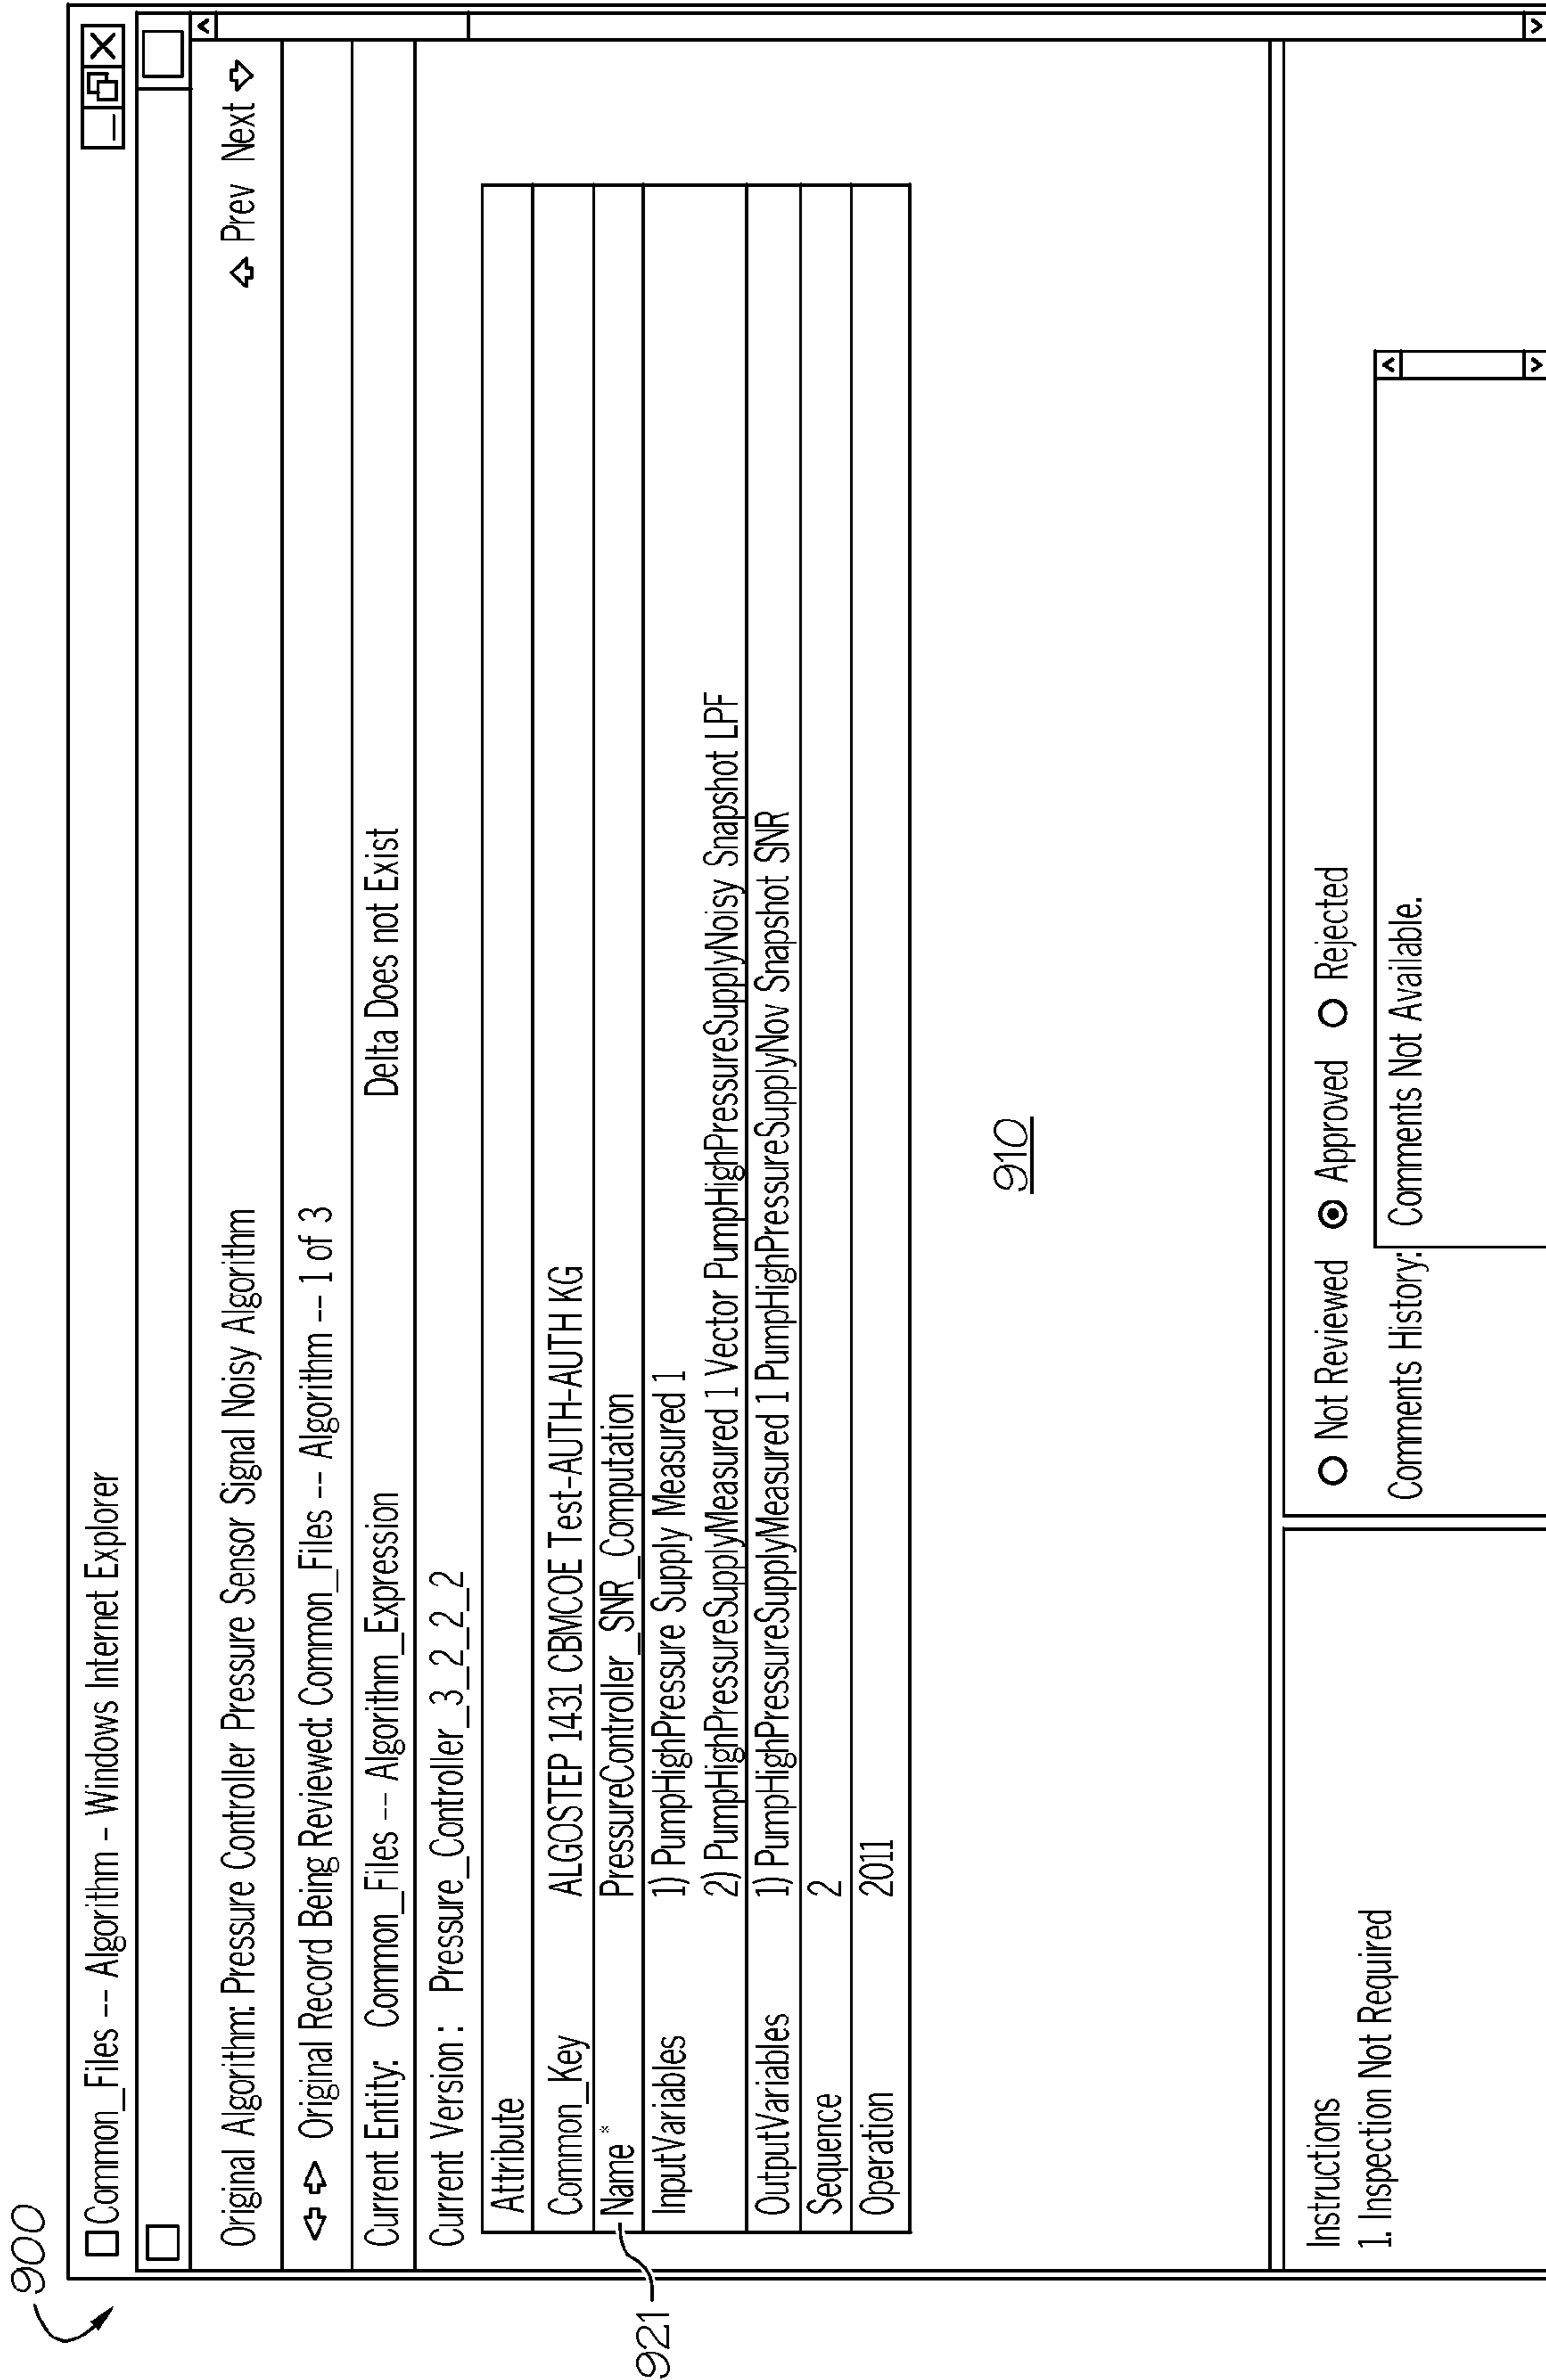 900
Common_Files -- Algorithm - Windows Internet Explorer
Original Algorithm: Pressure Controller Pressure Sensor Signal Noisy Algorithm Prev Next
Original Record Being Reviewed: Common_Files -- Algorithm -- 1 of 3
Current Entity: Common_Files -- Algorithm_Expression Delta Does not Exist
Current Version : Pressure_Controller_3_2_2_2_2
Attribute
Common_Key ALGOSTEP 1431 CBMCOE Test-AUTH-AUTH KG
Name* PressureController_SNR_Computation
921
InputVariables 1) PumpHighPressure Supply Measured 1
2) PumpHighPressureSupplyMeasured 1 Vector PumpHighPressureSupplyNoisy Snapshot LPF
OutputVariables 1) PumpHighPressureSupplyMeasured 1 PumpHighPressureSupplyNov Snapshot SNR
Sequence 2
Operation 2011
910
Instructions
1. Inspection Not Required
Not Reviewed Approved Rejected
Comments History: Comments Not Available.